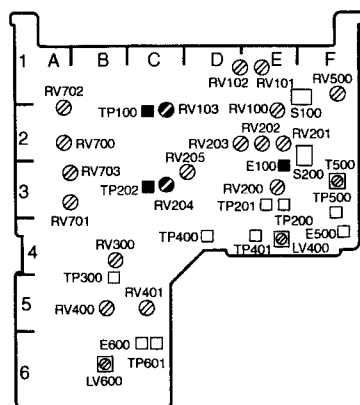 1 A B C D E F
RV702 RV102 RV101 RV500
TP100 RV103 RV100 S100
2 RV700 RV203 RV202 RV201
RV703 RV205 E100 S200 T500
3 TP202 RV200 TP500
RV701 RV204 TP201 TP200
RV300 TP400 TP401 LV400 E500
4 TP300
RV401
5 RV400
E600
6 LV600 TP601